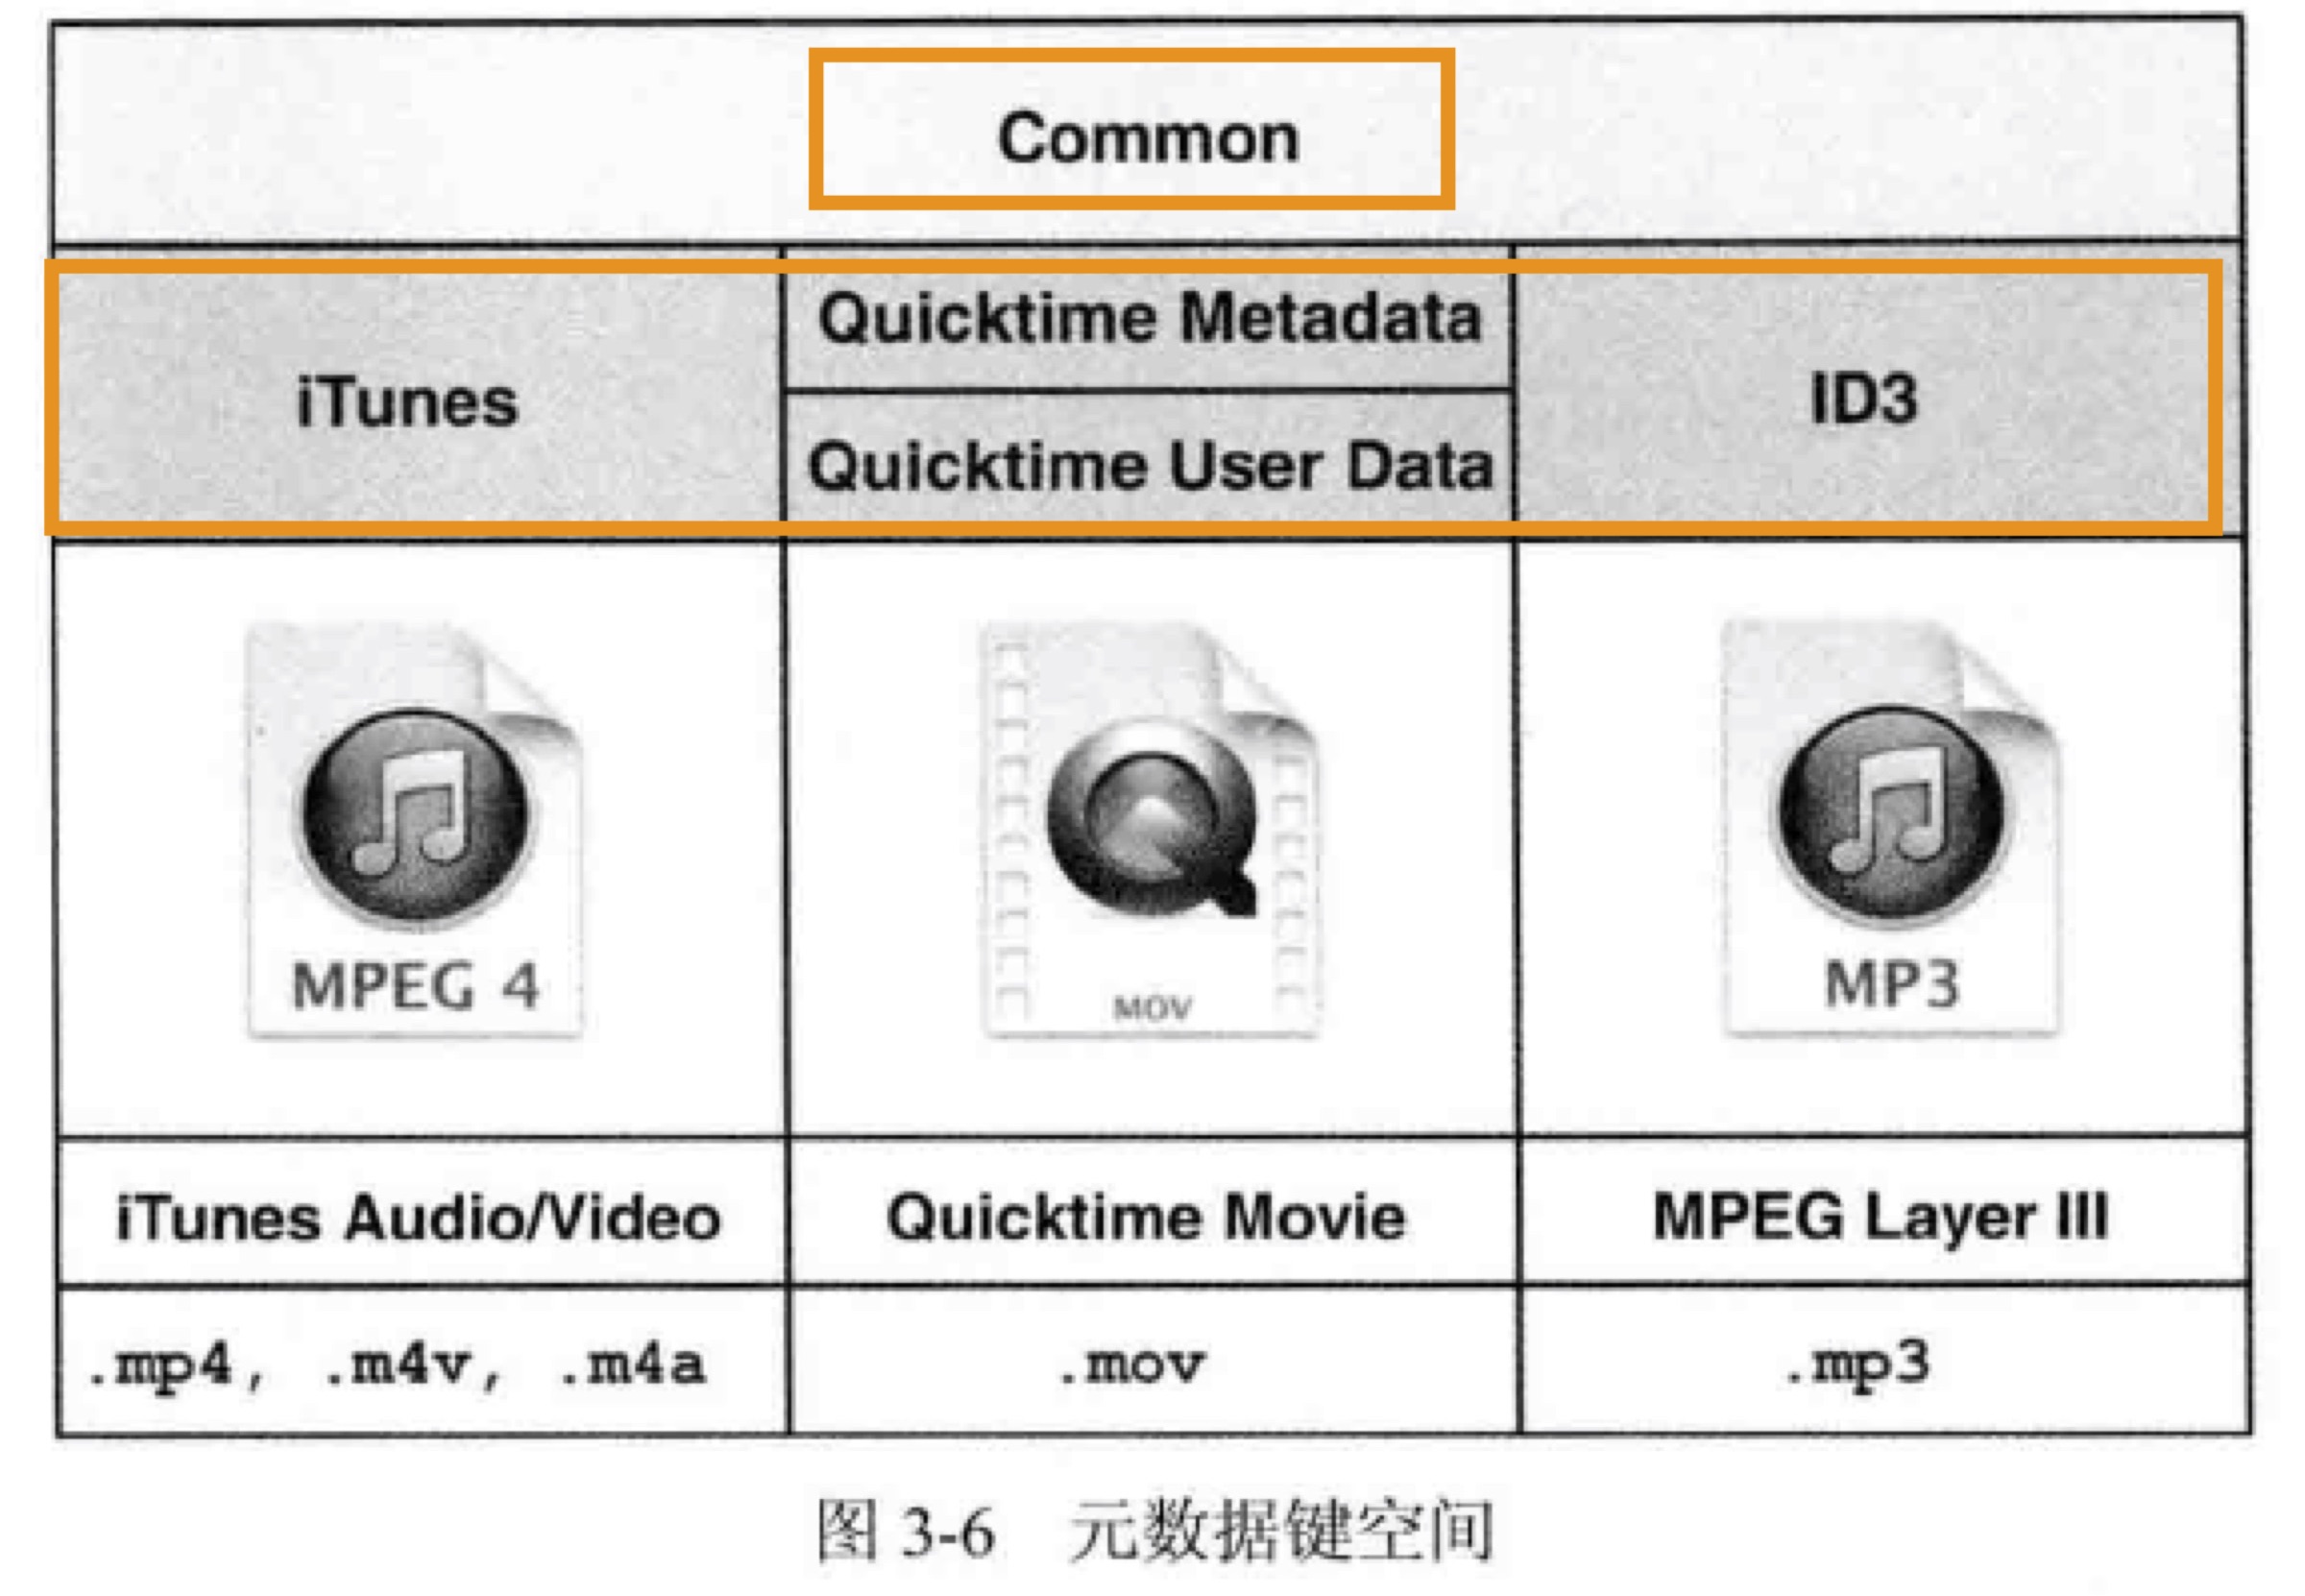 Common
iTunes
Quicktime Metadata
Quicktime User Data
ID3
MPEG 4
MOV
MP3
iTunes Audio/Video
Quicktime Movie
MPEG Layer III
.mp4, .m4v, .m4a
.mov
.mp3
图 3-6 元数据键空间